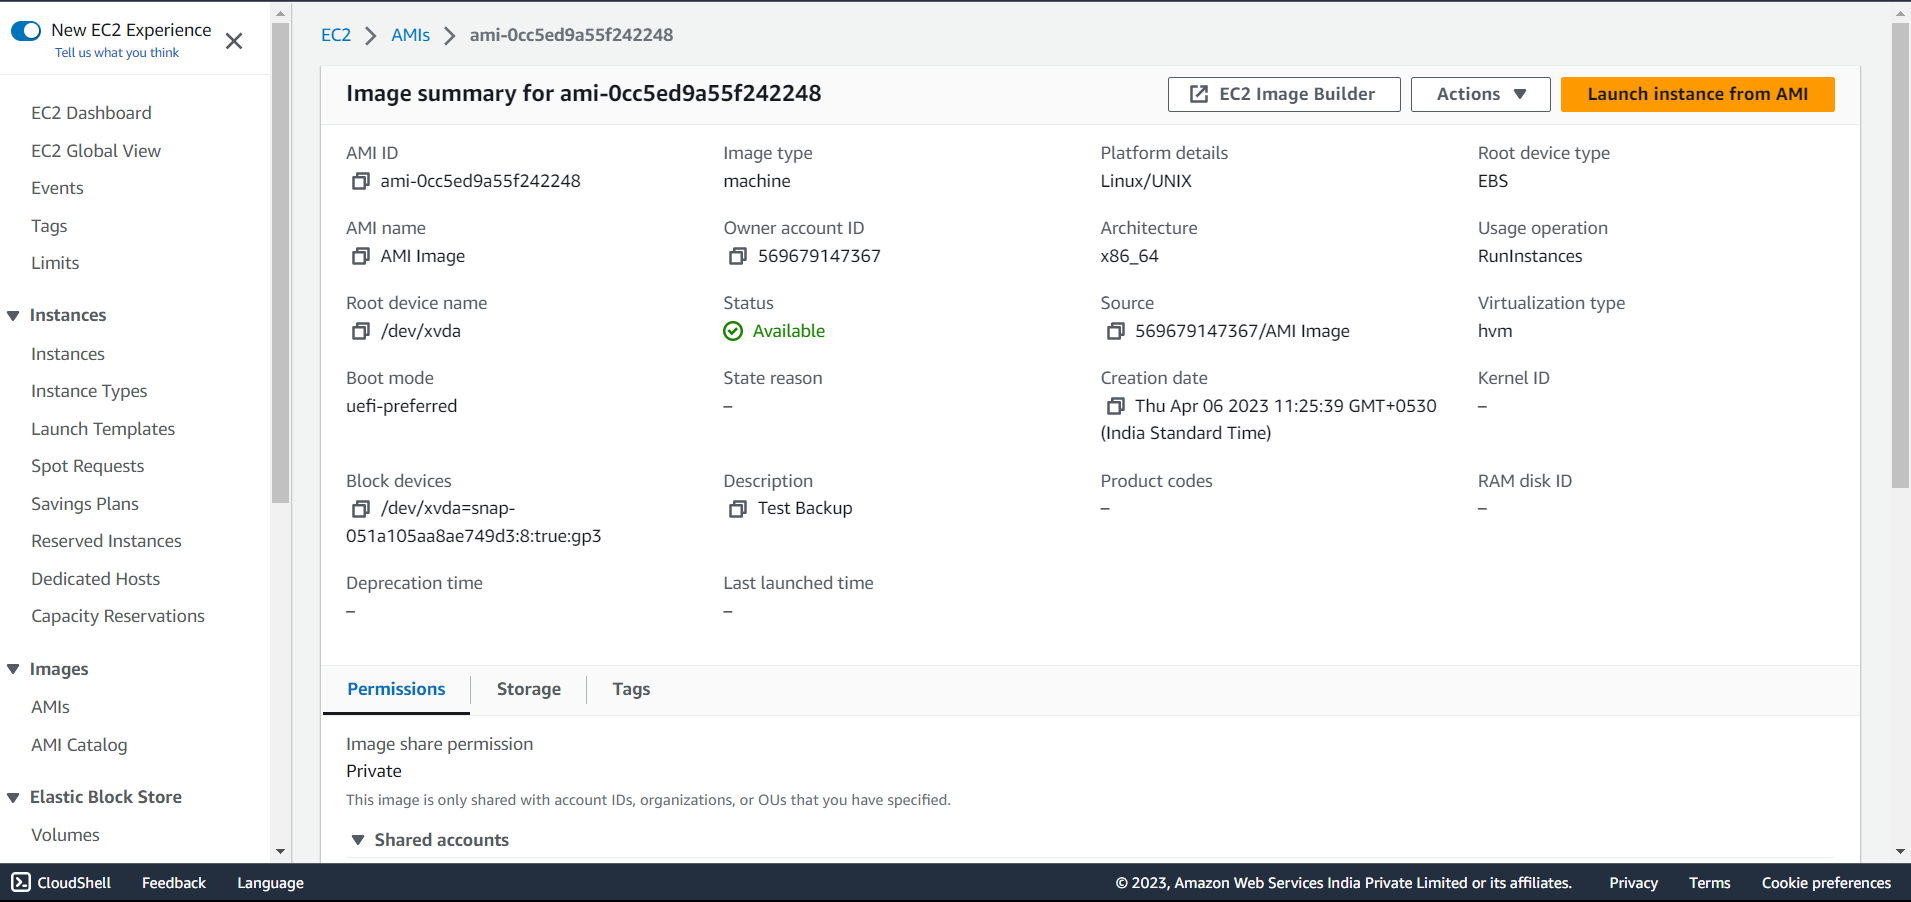 New EC2 Experience
Tell us what you think
EC2 Dashboard
EC2 Global View
Events
Tags
Limits
Instances
Instances
Instance Types
Launch Templates
Spot Requests
Savings Plans
Reserved Instances
Dedicated Hosts
Capacity Reservations
Images
AMIs
AMI Catalog
Elastic Block Store
Volumes
EC2 > AMIs > ami-0cc5ed9a55f242248
Image summary for ami-0cc5ed9a55f242248
EC2 Image Builder
Actions
Launch instance from AMI
AMI ID
ami-0cc5ed9a55f242248
Image type
machine
Platform details
Linux/UNIX
Root device type
EBS
AMI name
AMI Image
Owner account ID
569679147367
Architecture
x86_64
Usage operation
RunInstances
Root device name
/dev/xvda
Status
Available
Source
569679147367/AMI Image
Virtualization type
hvm
Boot mode
uefi-preferred
State reason
–
Creation date
Thu Apr 06 2023 11:25:39 GMT+0530
(India Standard Time)
Kernel ID
–
Block devices
/dev/xvda=snap-
051a105aa8ae749d3:8:true:gp3
Description
Test Backup
Product codes
–
RAM disk ID
–
Deprecation time
–
Last launched time
–
Permissions
Storage
Tags
Image share permission
Private
This image is only shared with account IDs, organizations, or OUs that you have specified.
Shared accounts
CloudShell
Feedback
Language
© 2023, Amazon Web Services India Private Limited or its affiliates.
Privacy
Terms
Cookie preferences